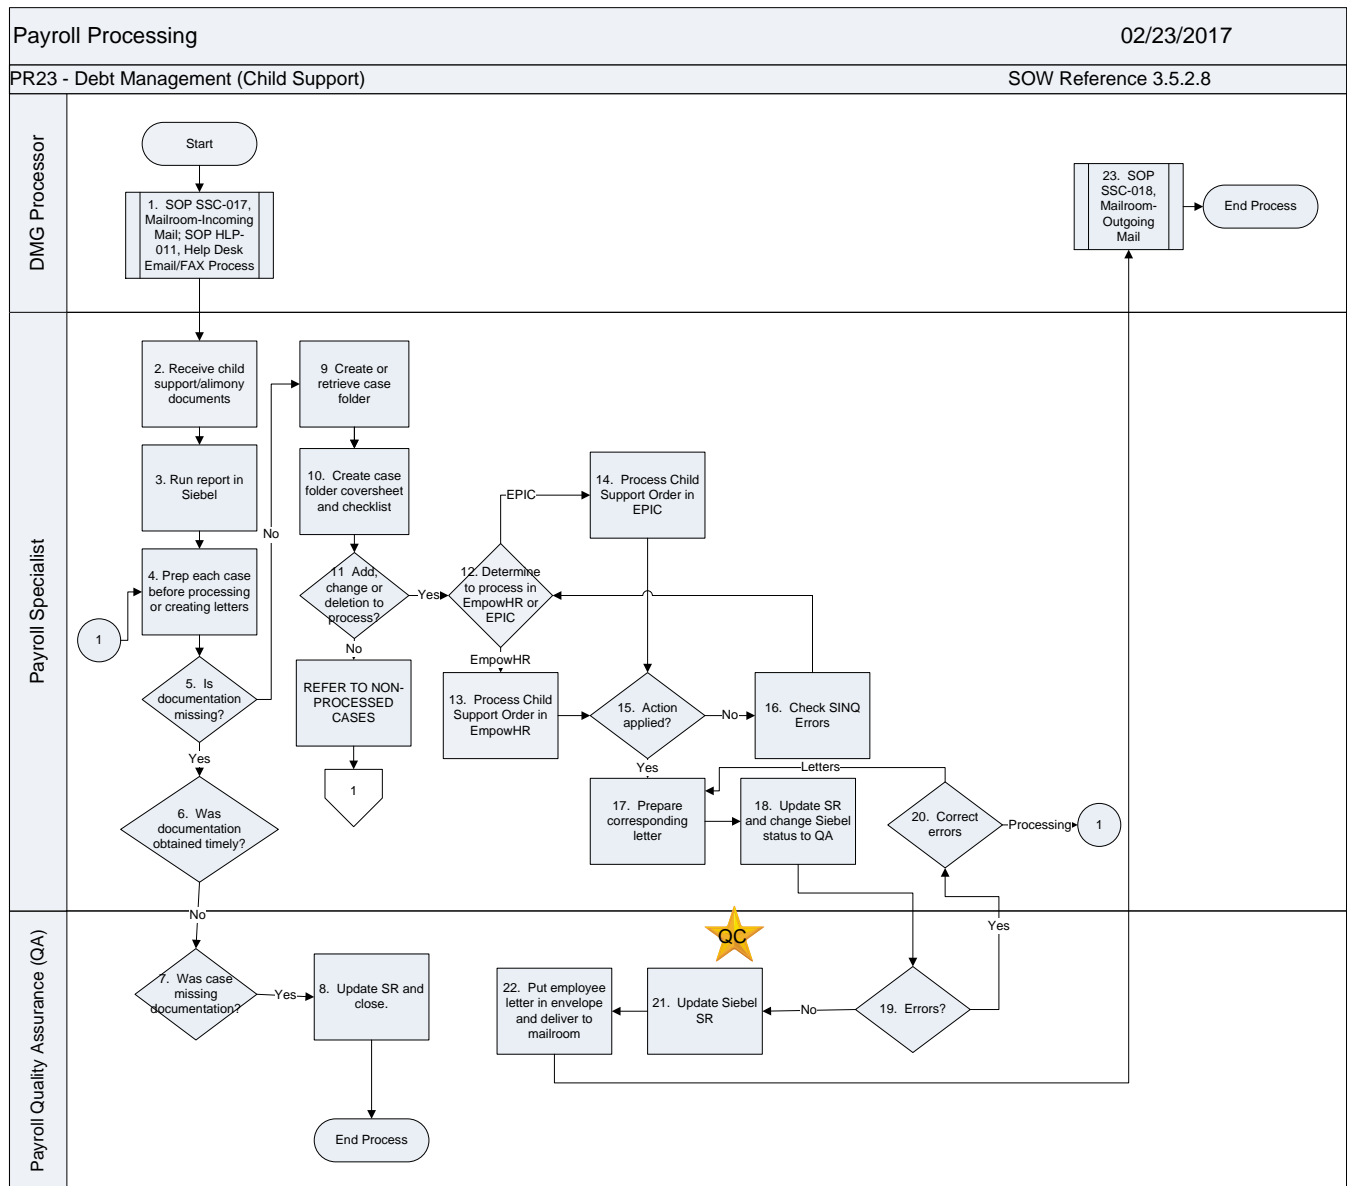 Payroll Processing
02/23/2017
PR23 - Debt Management (Child Support)
SOW Reference 3.5.2.8
DMG Processor
Start
1. SOP SSC-017,
Mailroom-Incoming
Mail; SOP HLP-
011, Help Desk
Email/FAX Process
23. SOP
SSC-018,
Mailroom-
Outgoing
Mail
End Process
Payroll Specialist
2. Receive child
support/alimony
documents
3. Run report in
Siebel
4. Prep each case
before processing
or creating letters
1
5. Is
documentation
missing?
No
Yes
6. Was
documentation
obtained timely?
No
9 Create or
retrieve case
folder
10. Create case
folder coversheet
and checklist
11 Add,
change or
deletion to
process?
Yes
No
REFER TO NON-
PROCESSED
CASES
1
12. Determine
to process in
EmpowHR or
EPIC
EPIC
EmpowHR
13. Process Child
Support Order in
EmpowHR
14. Process Child
Support Order in
EPIC
15. Action
applied?
No
Yes
16. Check SINQ
Errors
Letters
17. Prepare
corresponding
letter
18. Update SR
and change Siebel
status to QA
20. Correct
errors
Processing
1
Yes
Payroll Quality Assurance (QA)
7. Was case
missing
documentation?
Yes
8. Update SR and
close.
End Process
QC
22. Put employee
letter in envelope
and deliver to
mailroom
21. Update Siebel
SR
No
19. Errors?